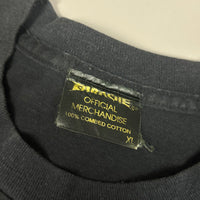 OFFICIAL
MERCHANDISE
100% COMBED COTTON
XL